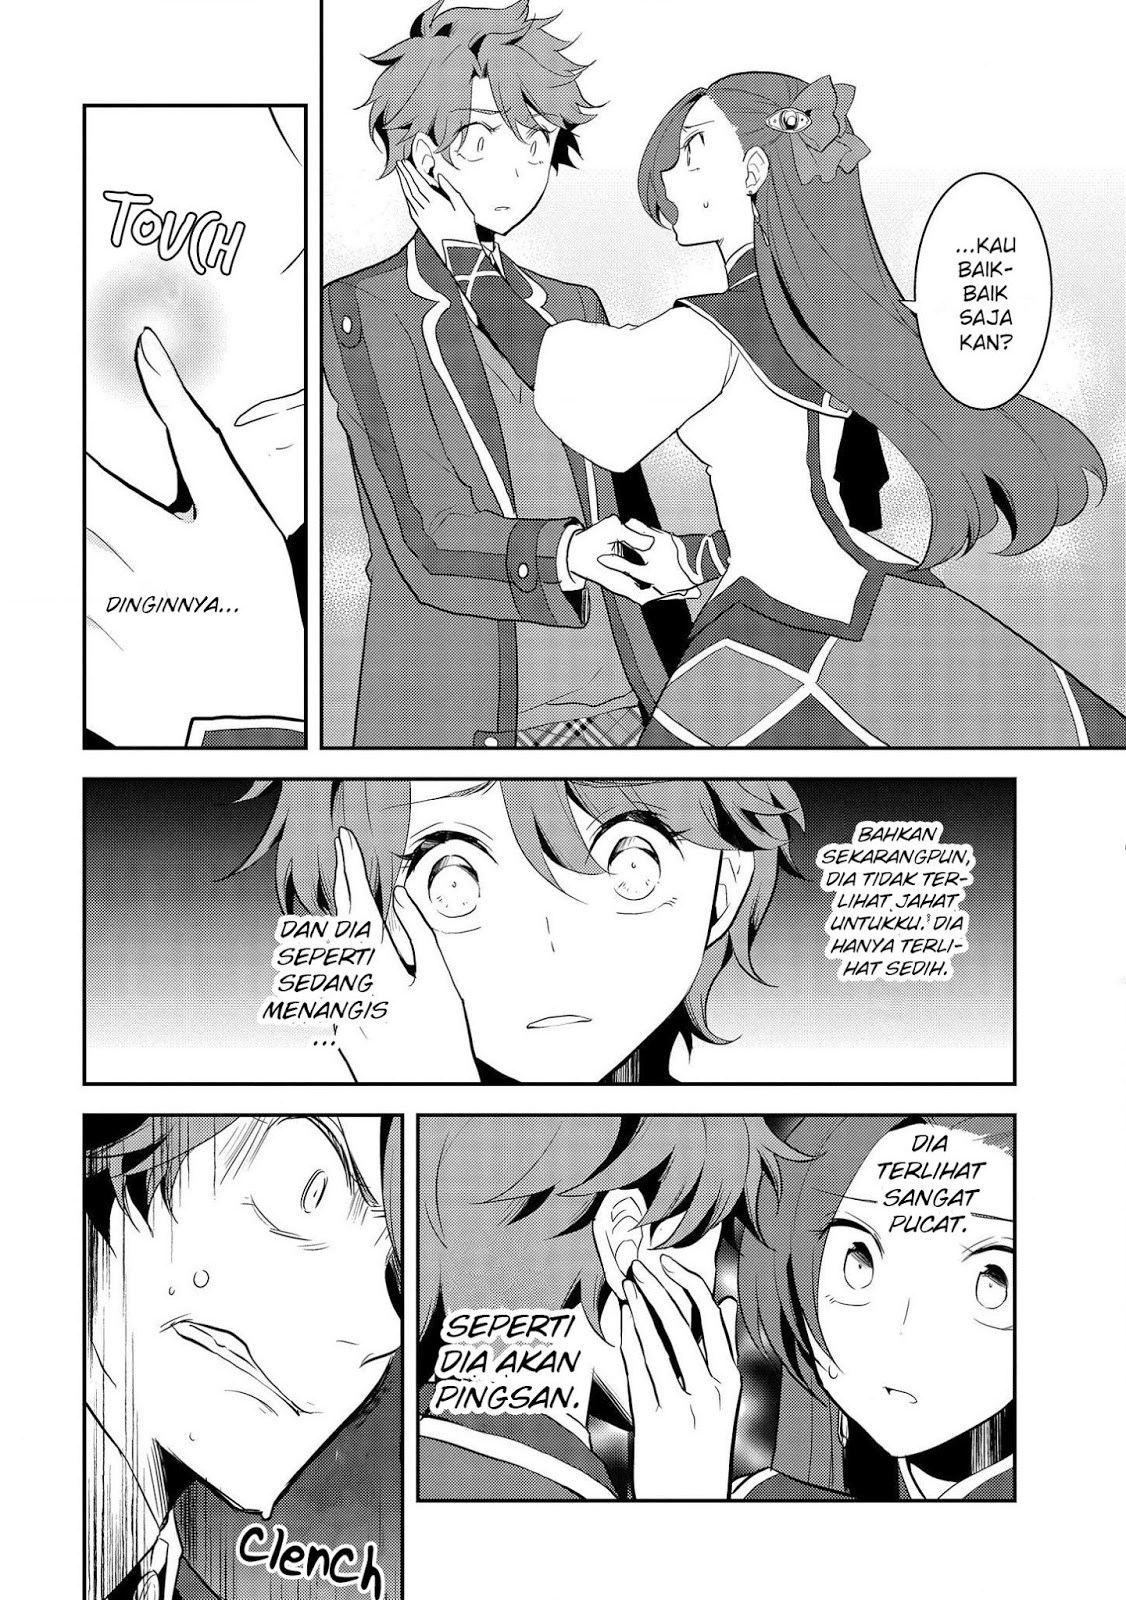 ...KAU
BAIK-
BAIK
SAJA
KAN?
TOUCH
DINGINNYA...
BAHKAN
SEKARANGPUN,
DIA TIDAK TER-
LIHAT JAHAT
UNTUKKU. DIA
HANYA TERLI-
HAT SEDIH.
DAN DIA
SEPERTI
SEDANG
MENANGIS
...
DIA
TERLIHAT
SANGAT
PUCAT.
SEPERTI
DIA AKAN
PINGSAN.
Clench